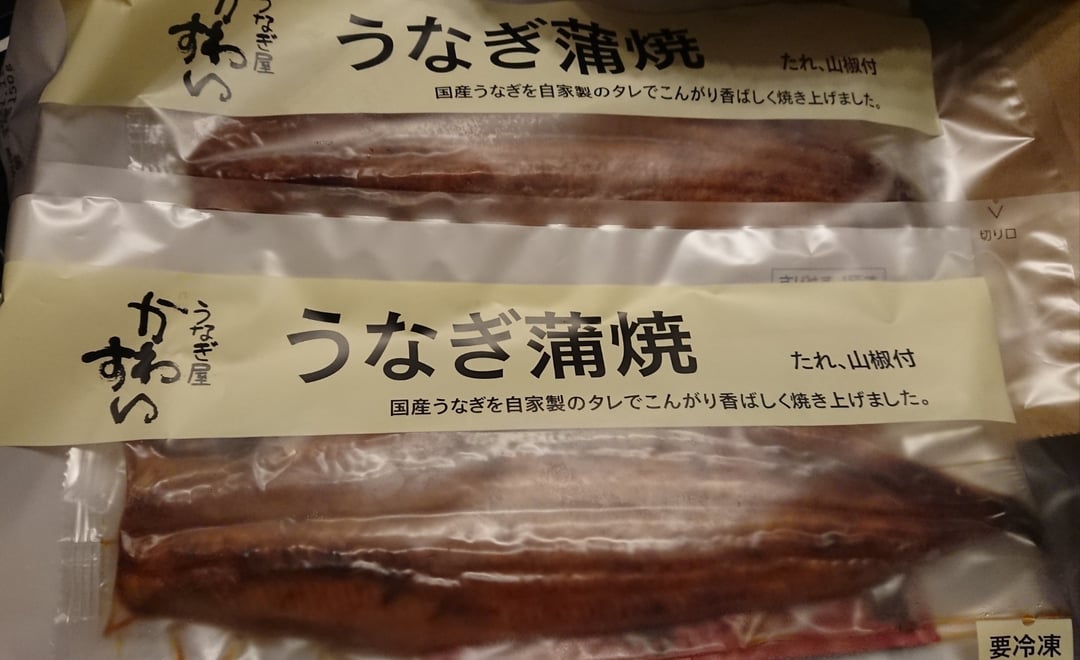 うなぎ屋
かわすい
うなぎ蒲焼
たれ、山椒付
国産うなぎを自家製のタレでこんがり香ばしく焼き上げました。
切り口
うなぎ屋
かわすい
うなぎ蒲焼
たれ、山椒付
国産うなぎを自家製のタレでこんがり香ばしく焼き上げました。
要冷凍